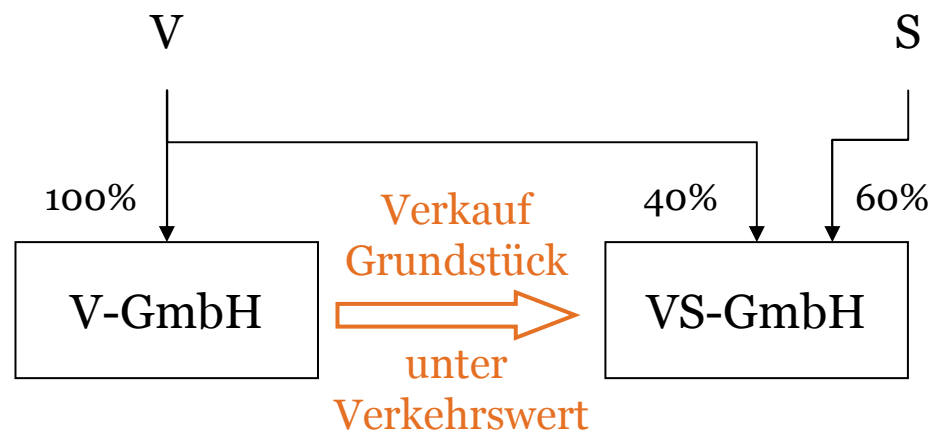 V
S
100%
Verkauf
Grundstück
40%
60%
V-GmbH
VS-GmbH
unter
Verkehrswert